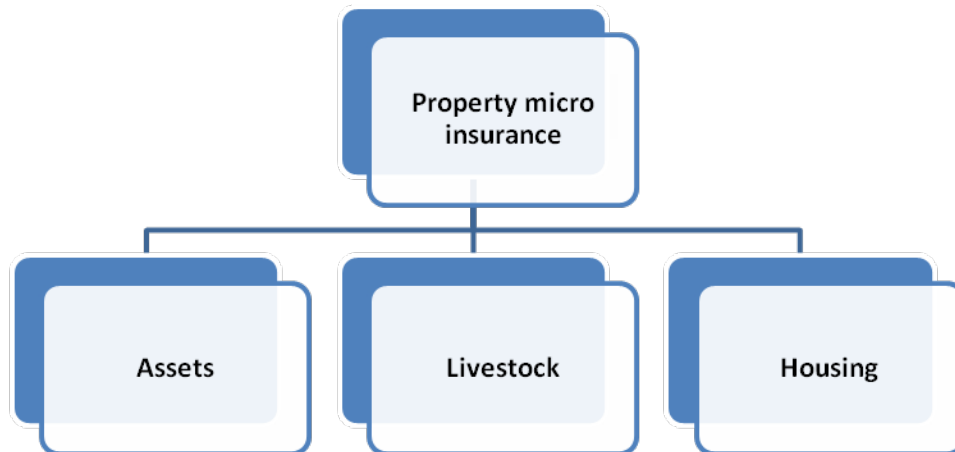 Property micro
insurance
Assets
Livestock
Housing